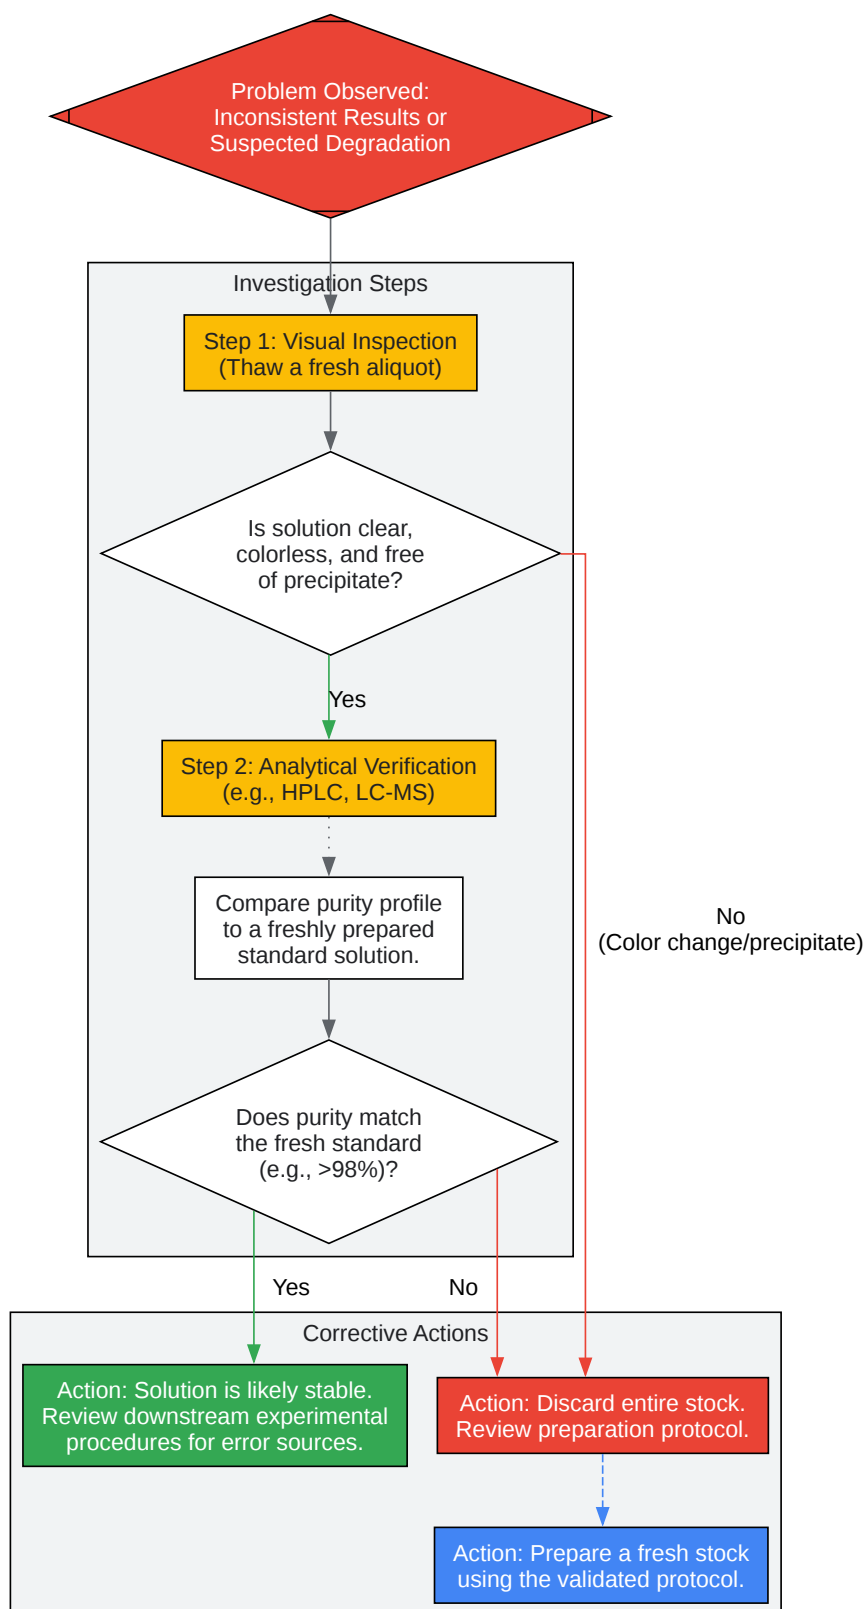 Problem Observed:
Inconsistent Results or
Suspected Degradation
Investigation Steps
Step 1: Visual Inspection
(Thaw a fresh aliquot)
Is solution clear,
colorless, and free
of precipitate?
Yes
Step 2: Analytical Verification
(e.g., HPLC, LC-MS)
Compare purity profile
to a freshly prepared
standard solution.
No
(Color change/precipitate)
Does purity match
the fresh standard
(e.g., >98%)?
Yes
No
Corrective Actions
Action: Solution is likely stable.
Review downstream experimental
procedures for error sources.
Action: Discard entire stock.
Review preparation protocol.
Action: Prepare a fresh stock
using the validated protocol.